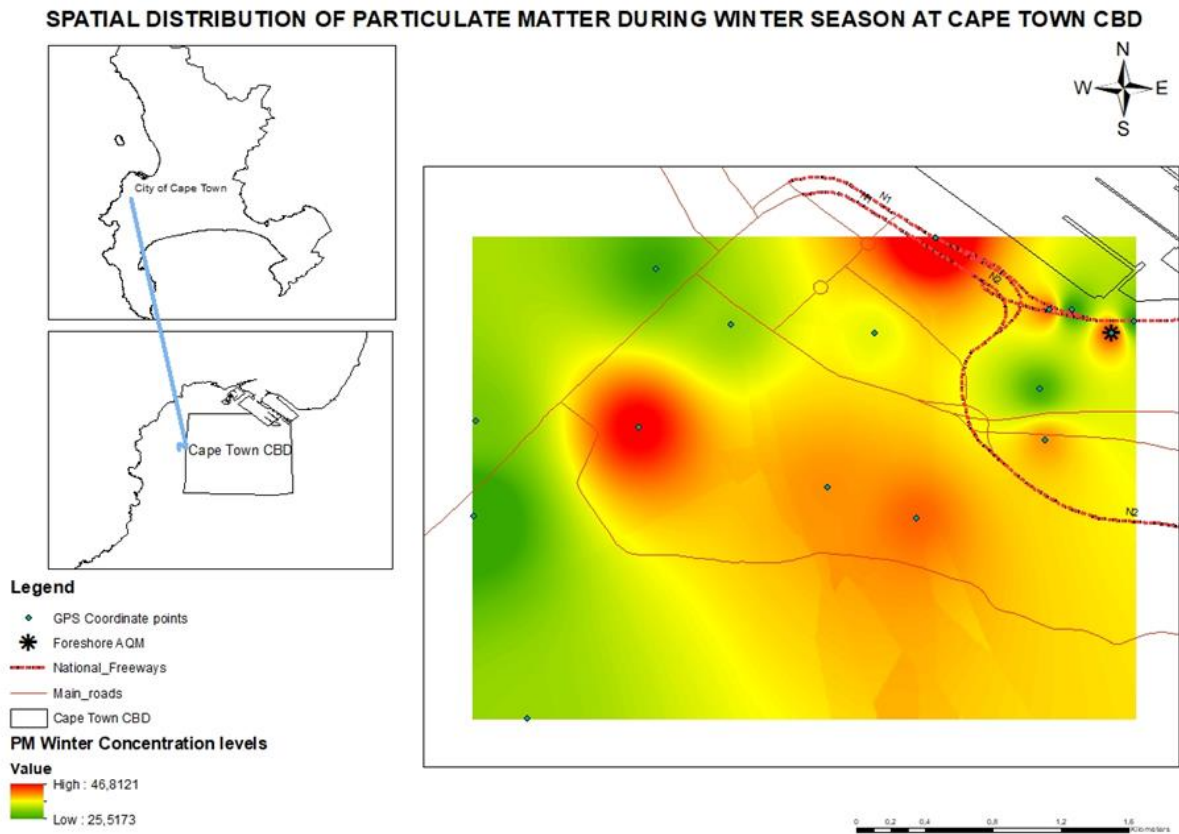 SPATIAL DISTRIBUTION OF PARTICULATE MATTER DURING WINTER SEASON AT CAPE TOWN CBD
N
W E
S
City of Cape Town
Cape Town CBD
N1
N1
N2
N2
Legend
GPS Coordinate points
Foreshore AQM
National_Freeways
Main_roads
Cape Town CBD
PM Winter Concentration levels
Value
High : 46,8121
Low : 25,5173
0 0,2 0,4 0,8 1,2 1,6
Kilometers